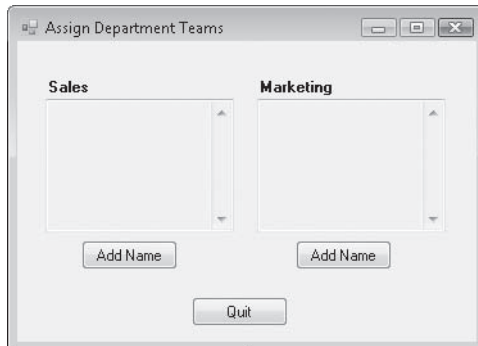 Assign Department Teams
Sales
Marketing
Add Name
Add Name
Quit